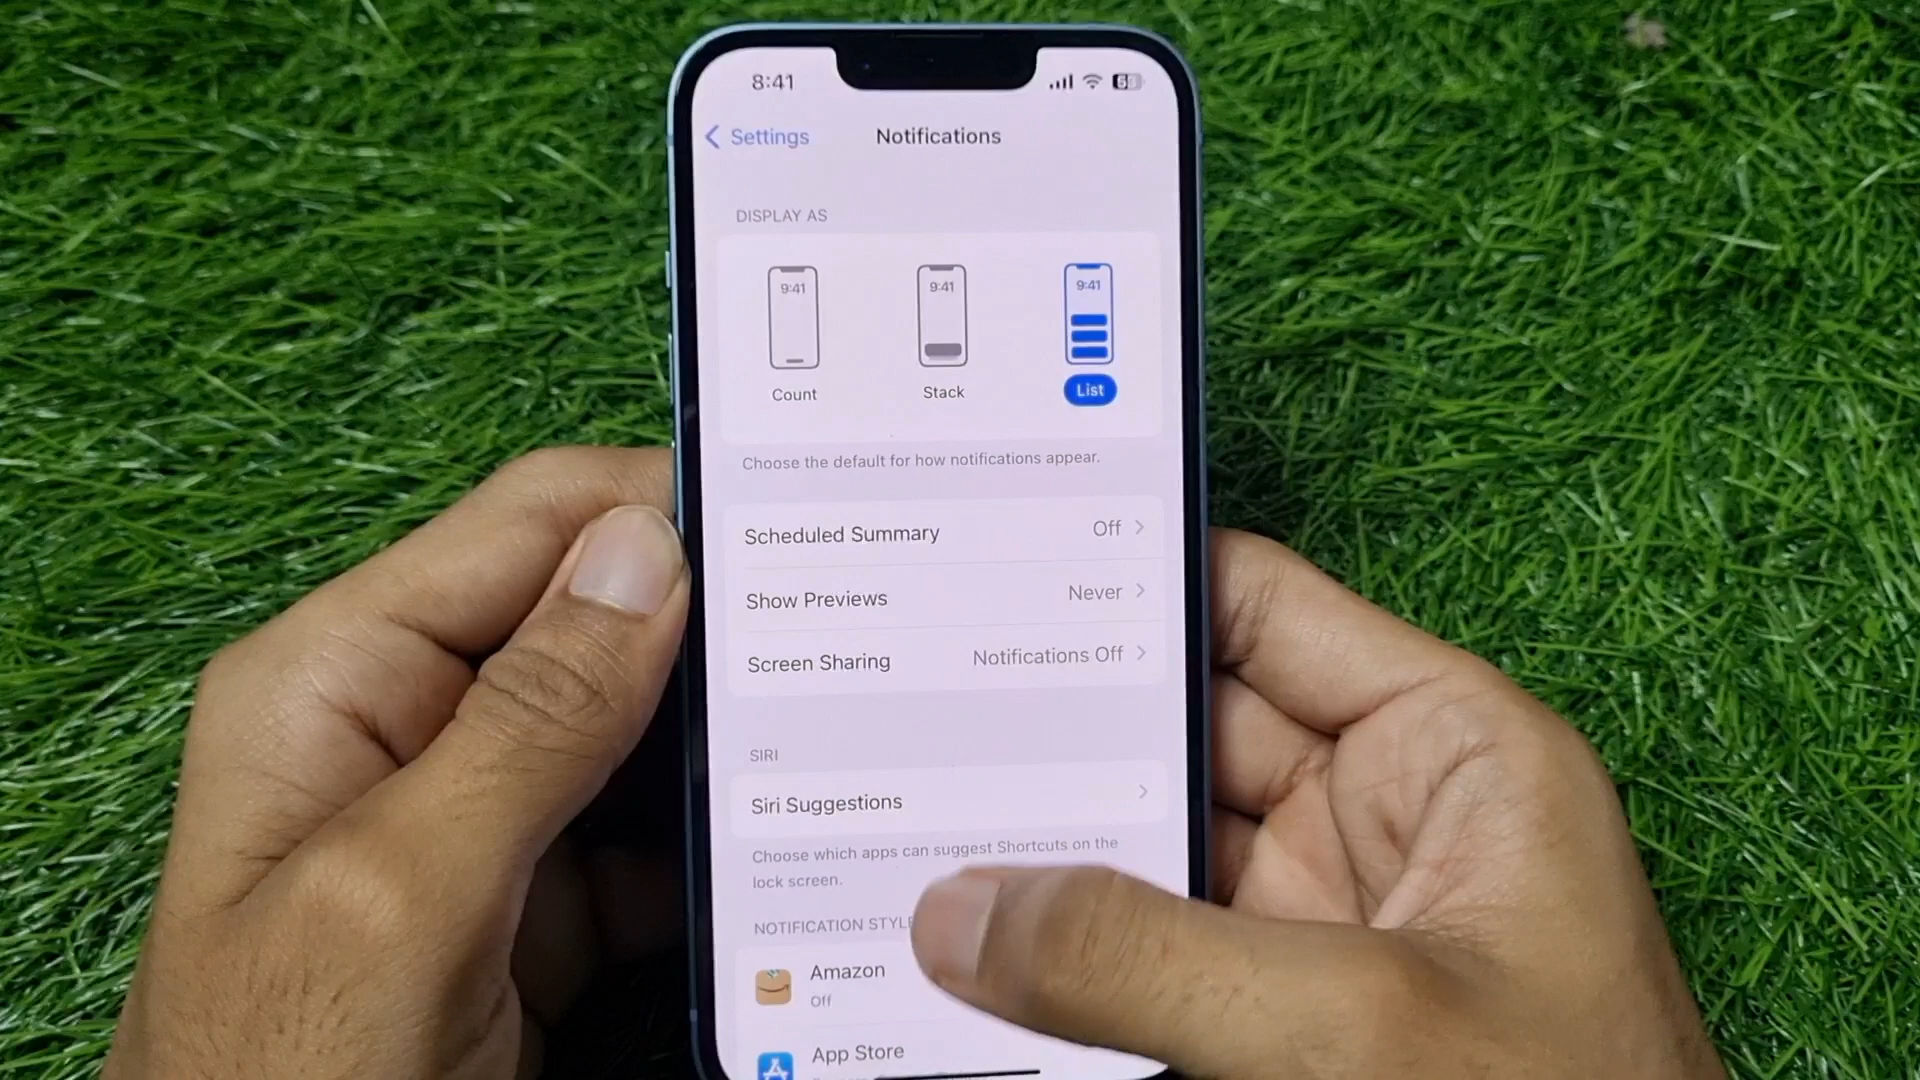 8:41
Settings
Notifications
DISPLAY AS
9:41
9:41
9:41
Count
Stack
List
Choose the default for how notifications appear.
Scheduled Summary
Off
Show Previews
Never
Screen Sharing
Notifications Off
SIRI
Siri Suggestions
Choose which apps can suggest Shortcuts on the
lock screen.
NOTIFICATION STYLE
Amazon
Off
App Store